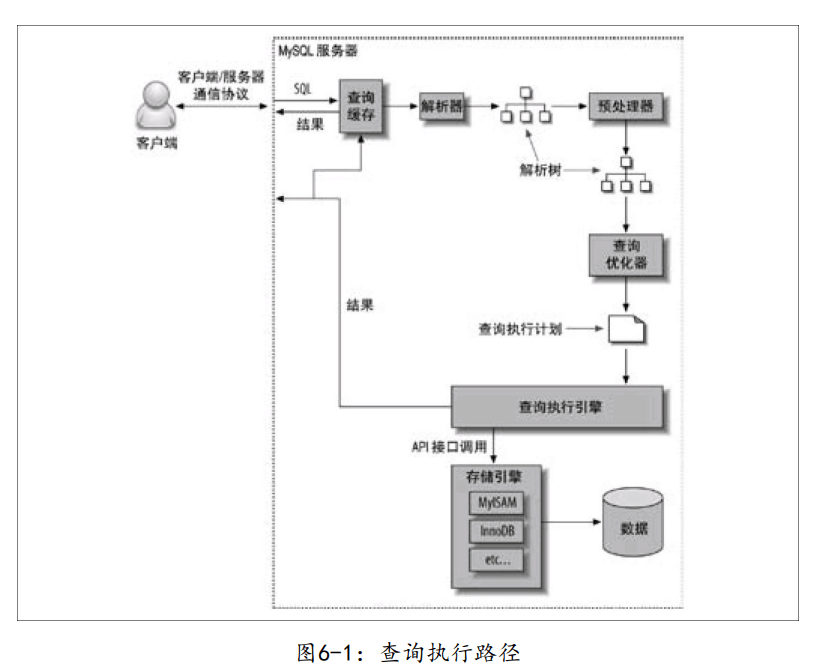 MySQL 服务器
客户端/服务器
通信协议
客户端
SQL
结果
查询
缓存
解析器
预处理器
解析树
查询
优化器
查询执行计划
结果
查询执行引擎
API 接口调用
存储引擎
MyISAM
InnoDB
etc...
数据
图6-1：查询执行路径